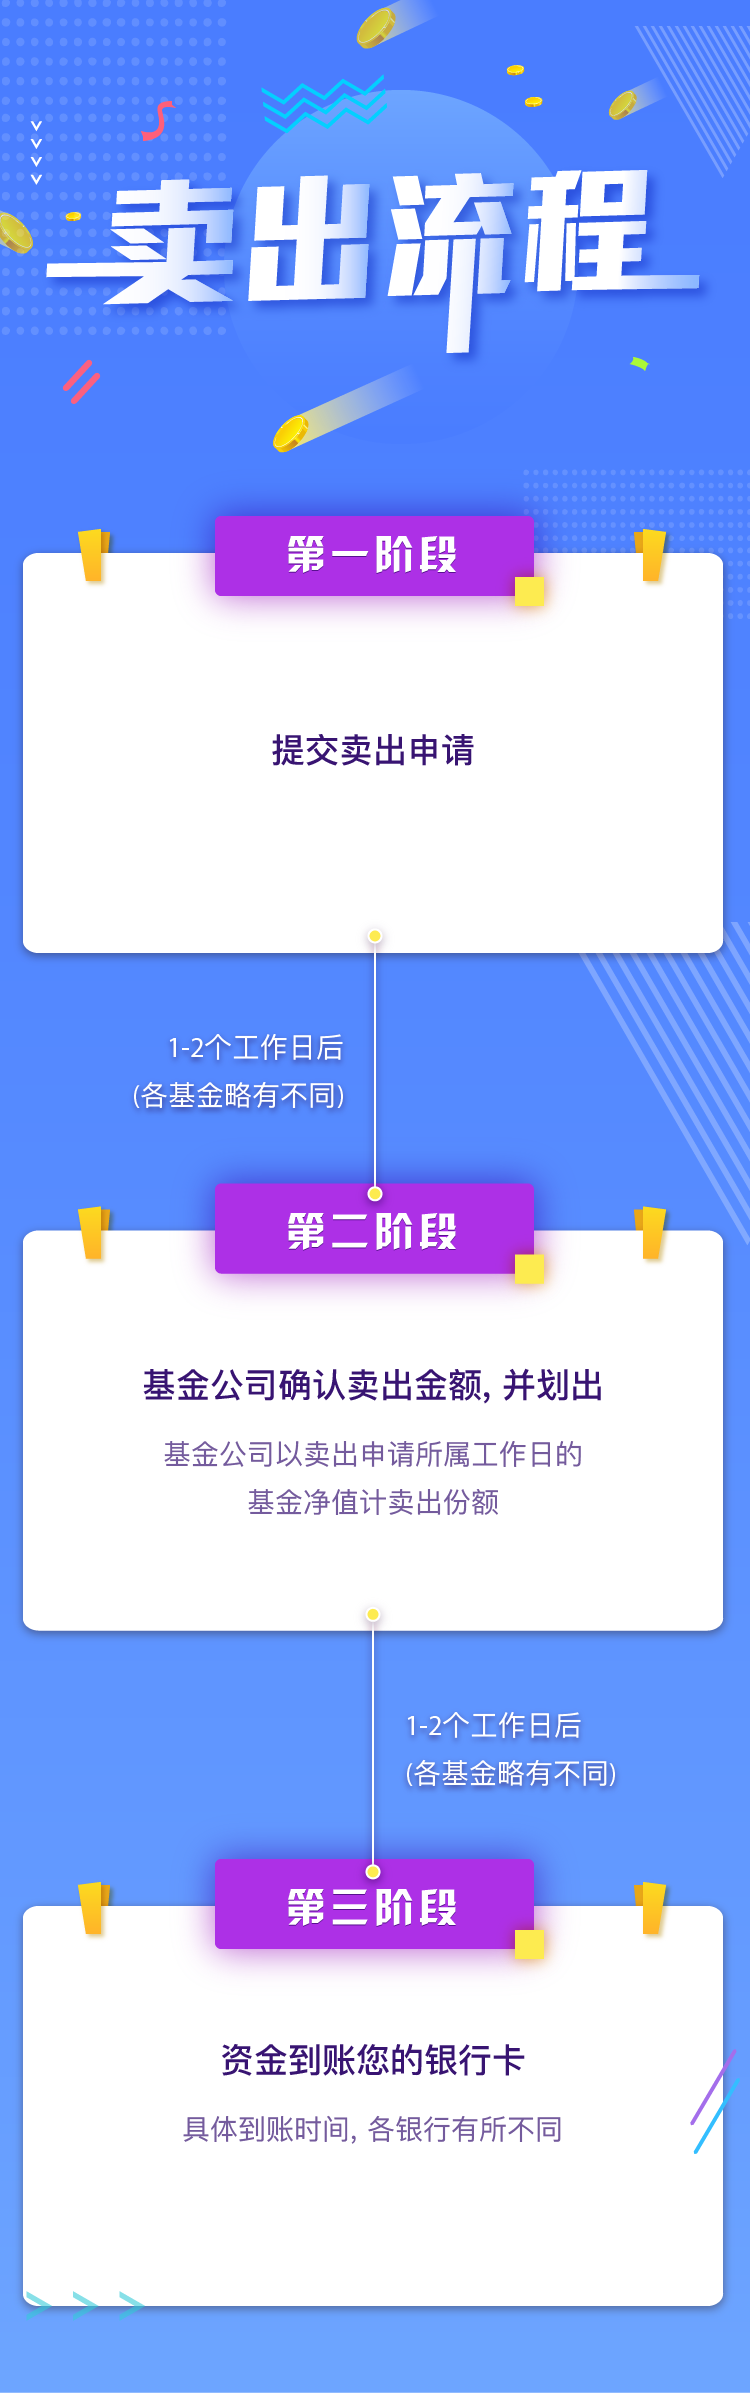 卖出流程
第一阶段
提交卖出申请
1-2个工作日后
(各基金略有不同)
第二阶段
基金公司确认卖出金额, 并划出
基金公司以卖出申请所属工作日的
基金净值计卖出份额
1-2个工作日后
(各基金略有不同)
第三阶段
资金到账您的银行卡
具体到账时间, 各银行有所不同